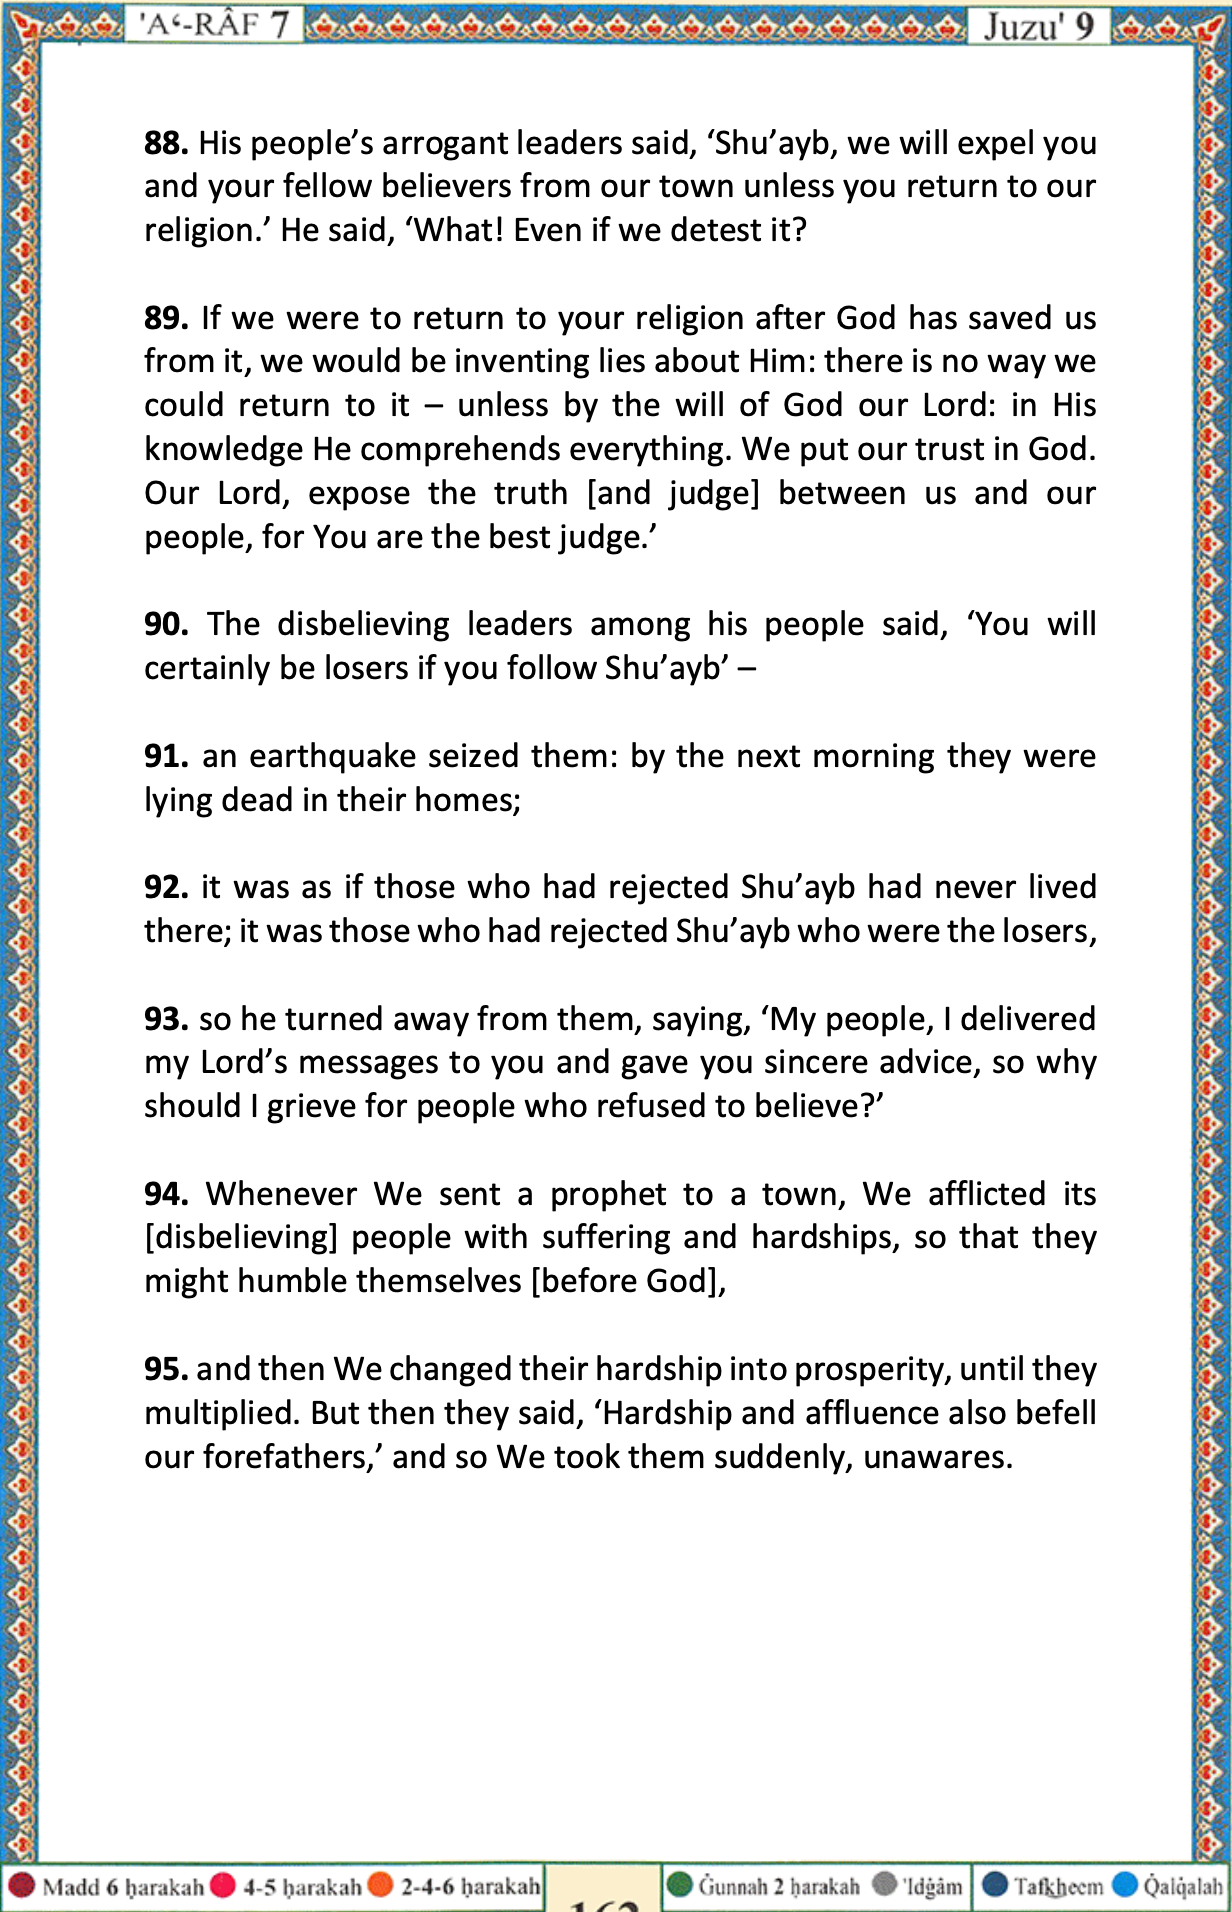 'A‘-RÂF 7
Juzu' 9
88. His people’s arrogant leaders said, ‘Shu’ayb, we will expel you
and your fellow believers from our town unless you return to our
religion.’ He said, ‘What! Even if we detest it?
89. If we were to return to your religion after God has saved us
from it, we would be inventing lies about Him: there is no way we
could return to it – unless by the will of God our Lord: in His
knowledge He comprehends everything. We put our trust in God.
Our Lord, expose the truth [and judge] between us and our
people, for You are the best judge.’
90. The disbelieving leaders among his people said, ‘You will
certainly be losers if you follow Shu’ayb’ –
91. an earthquake seized them: by the next morning they were
lying dead in their homes;
92. it was as if those who had rejected Shu’ayb had never lived
there; it was those who had rejected Shu’ayb who were the losers,
93. so he turned away from them, saying, ‘My people, I delivered
my Lord’s messages to you and gave you sincere advice, so why
should I grieve for people who refused to believe?’
94. Whenever We sent a prophet to a town, We afflicted its
[disbelieving] people with suffering and hardships, so that they
might humble themselves [before God],
95. and then We changed their hardship into prosperity, until they
multiplied. But then they said, ‘Hardship and affluence also befell
our forefathers,’ and so We took them suddenly, unawares.
Madd 6 ḥarakah 4-5 ḥarakah 2-4-6 ḥarakah Ġunnah 2 ḥarakah 'Idġâm Tafkheem Q̇alq̇alah